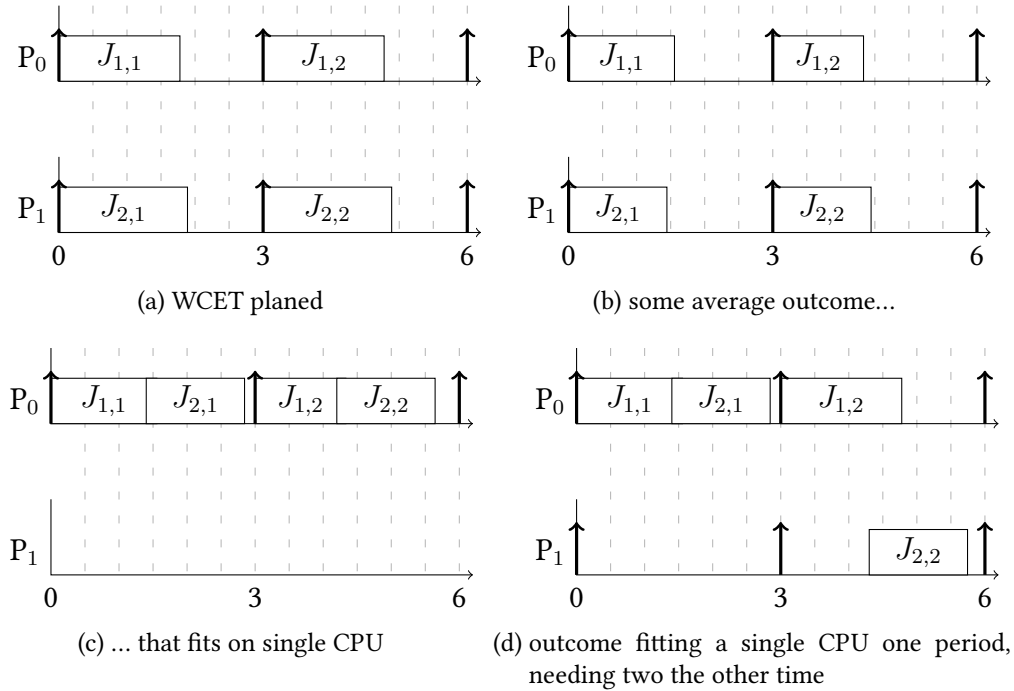 P0 J1,1 J1,2 P0 J1,1 J1,2
P1 J2,1 J2,2 P1 J2,1 J2,2
0 3 6 0 3 6
(a) WCET planed (b) some average outcome...
P0 J1,1 J2,1 J1,2 J2,2 P0 J1,1 J2,1 J1,2
P1 P1 J2,2
0 3 6 0 3 6
(c) ... that fits on single CPU (d) outcome fitting a single CPU one period,
needing two the other time